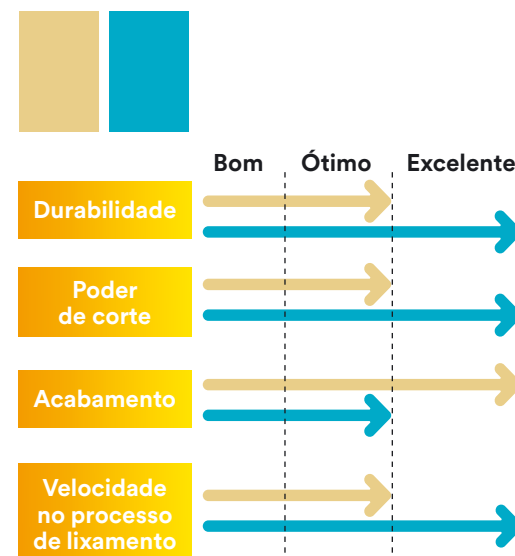 Bom Ótimo Excelente
Durabilidade
Poder
de corte
Acabamento
Velocidade
no processo
de lixamento